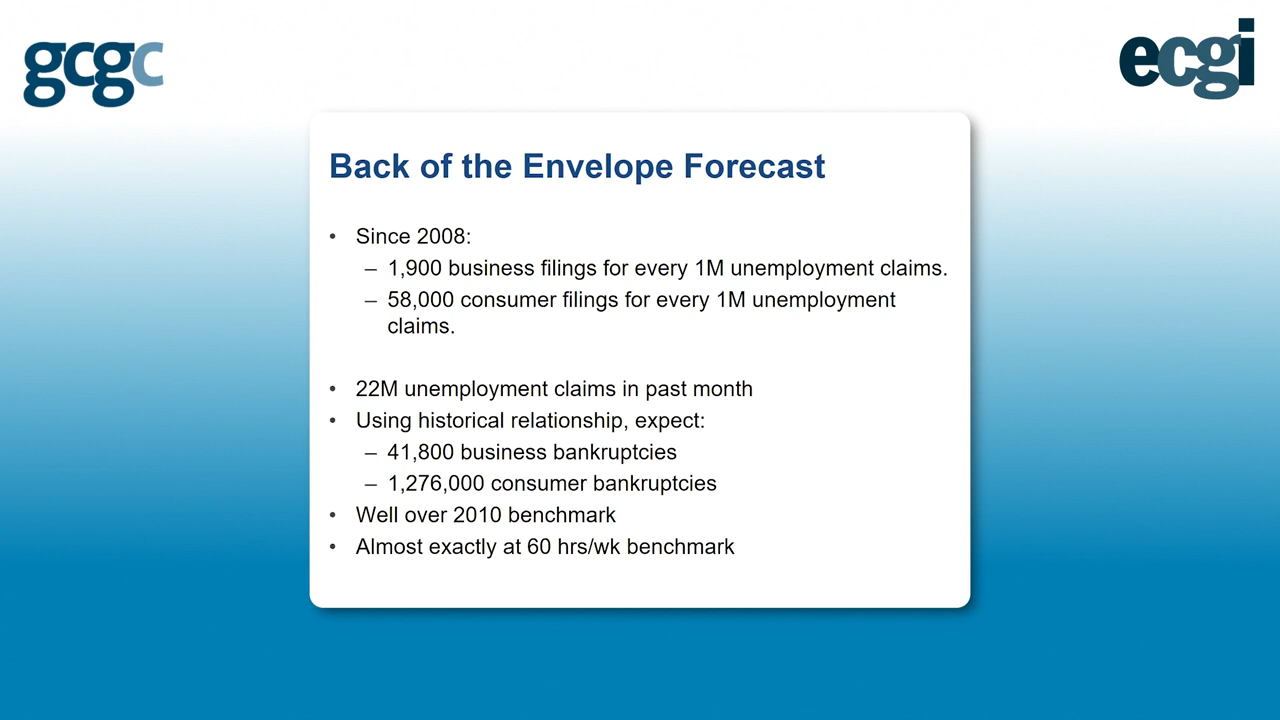 gcgc
ecgi
Back of the Envelope Forecast
• Since 2008:
– 1,900 business filings for every 1M unemployment claims.
– 58,000 consumer filings for every 1M unemployment
claims.
• 22M unemployment claims in past month
• Using historical relationship, expect:
– 41,800 business bankruptcies
– 1,276,000 consumer bankruptcies
• Well over 2010 benchmark
• Almost exactly at 60 hrs/wk benchmark